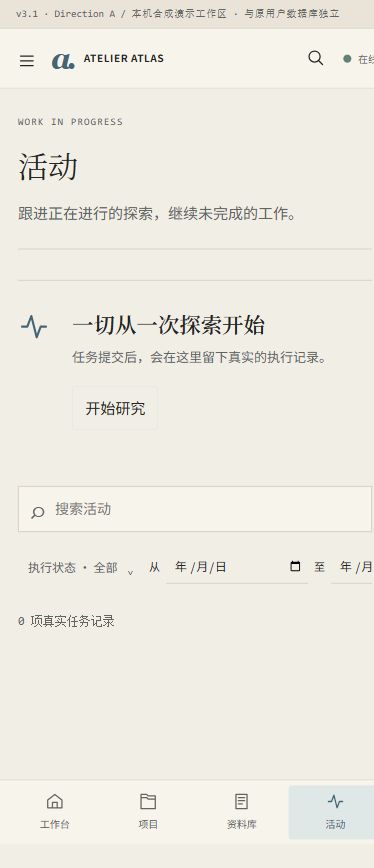 v3.1 · Direction A / 本机合成演示工作区 · 与原用户数据库独立
a. ATELIER ATLAS 在线
WORK IN PROGRESS
活动
跟进正在进行的探索，继续未完成的工作。
一切从一次探索开始
任务提交后，会在这里留下真实的执行记录。
开始研究
搜索活动
执行状态 · 全部 从 年 /月/日 至 年 /月
0 项真实任务记录
工作台 项目 资料库 活动